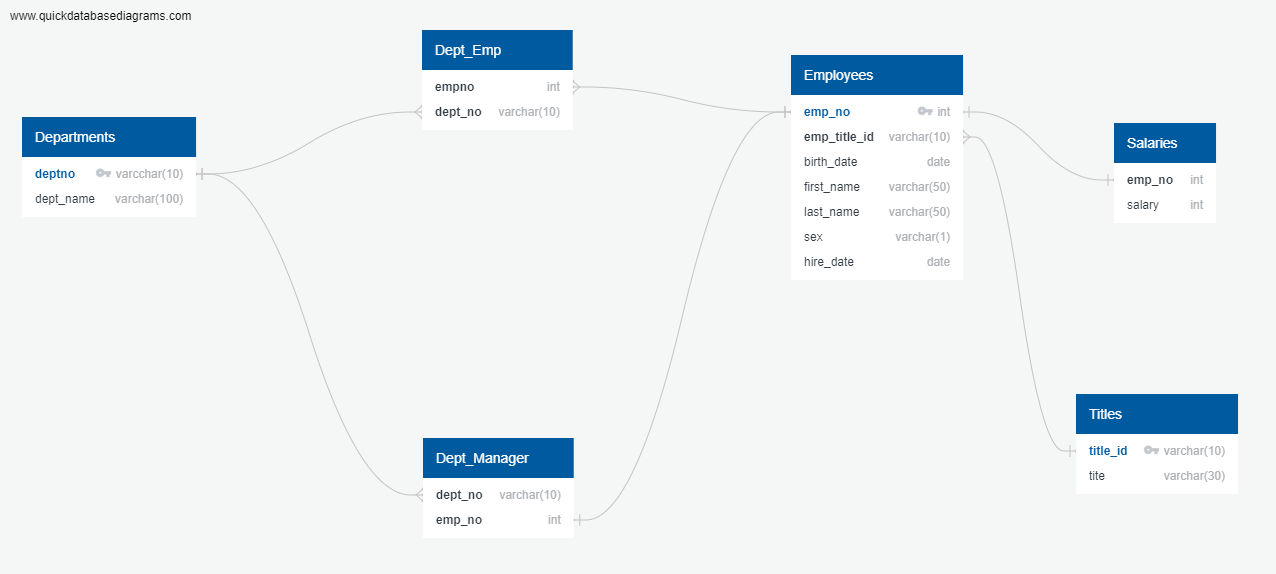 www.quickdatabasediagrams.com
Departments
deptno varcchar(10)
dept_name varchar(100)
Dept_Emp
empno int
dept_no varchar(10)
Dept_Manager
dept_no varchar(10)
emp_no int
Employees
emp_no int
emp_title_id varchar(10)
birth_date date
first_name varchar(50)
last_name varchar(50)
sex varchar(1)
hire_date date
Salaries
emp_no int
salary int
Titles
title_id varchar(10)
tite varchar(30)